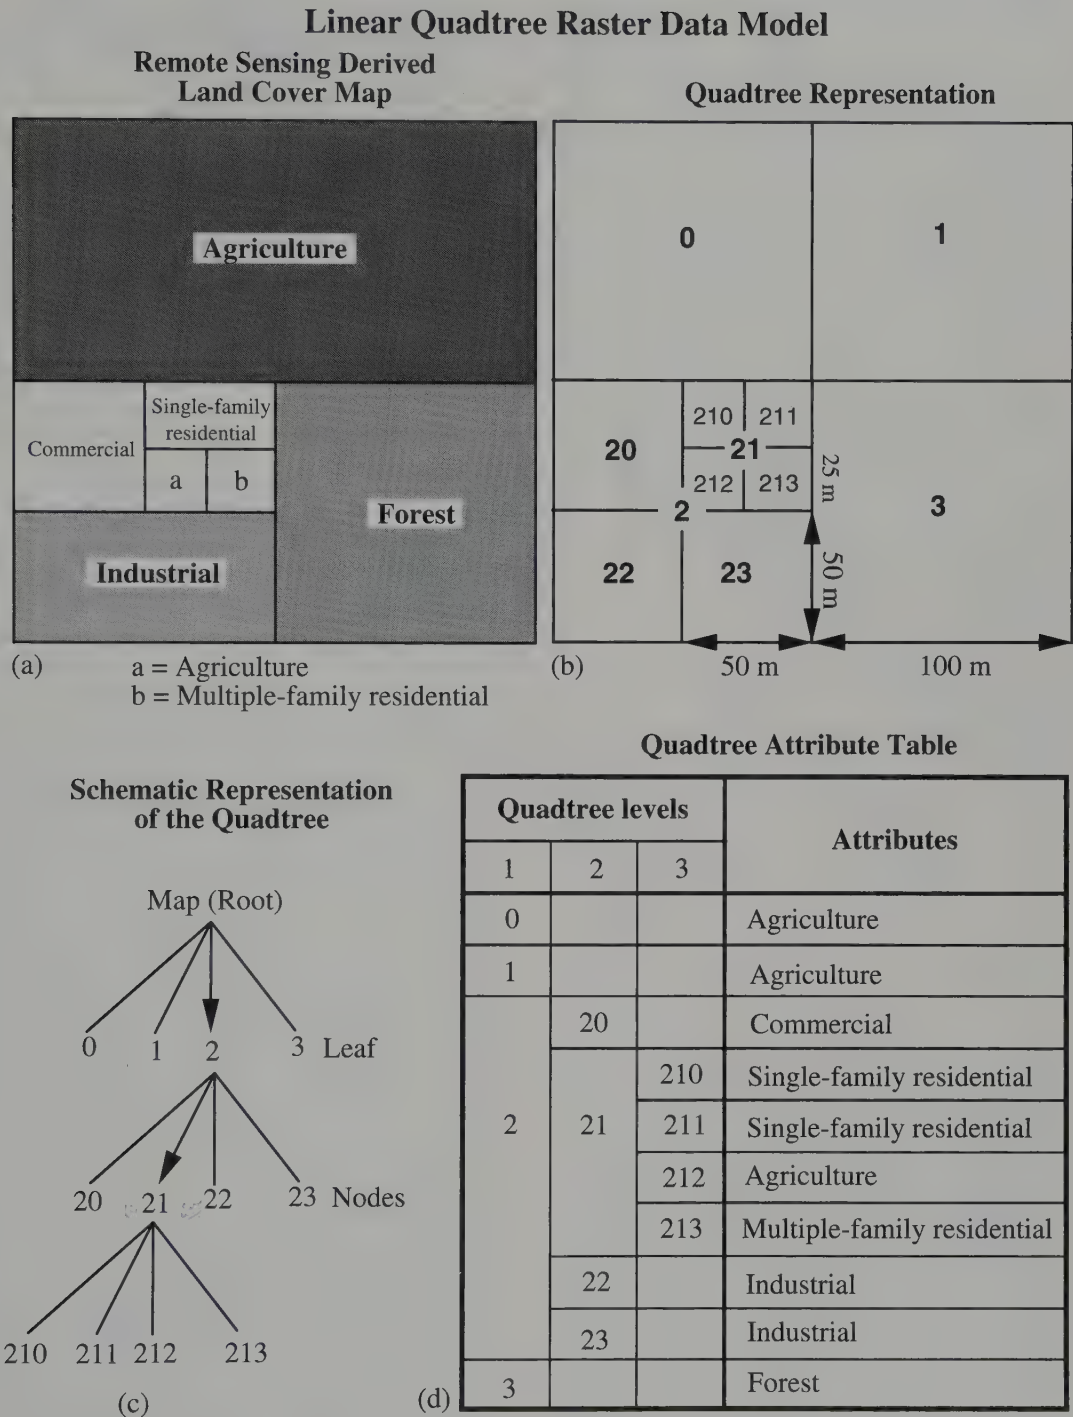 Linear Quadtree Raster Data Model
Remote Sensing Derived
Land Cover Map
Agriculture
Commercial
Single-family
residential
a
b
Forest
Industrial
(a)
a = Agriculture
b = Multiple-family residential
Quadtree Representation
0
1
20
210
211
21
212
213
2
25 m
3
22
23
50 m
(b)
50 m
100 m
Schematic Representation
of the Quadtree
Map (Root)
0 1 2 3 Leaf
20 21 22 23 Nodes
210 211 212 213
(c)
Quadtree Attribute Table
Quadtree levels
Attributes
1 2 3
0 Agriculture
1 Agriculture
20 Commercial
210 Single-family residential
2 21 211 Single-family residential
212 Agriculture
213 Multiple-family residential
22 Industrial
23 Industrial
3 Forest
(d)